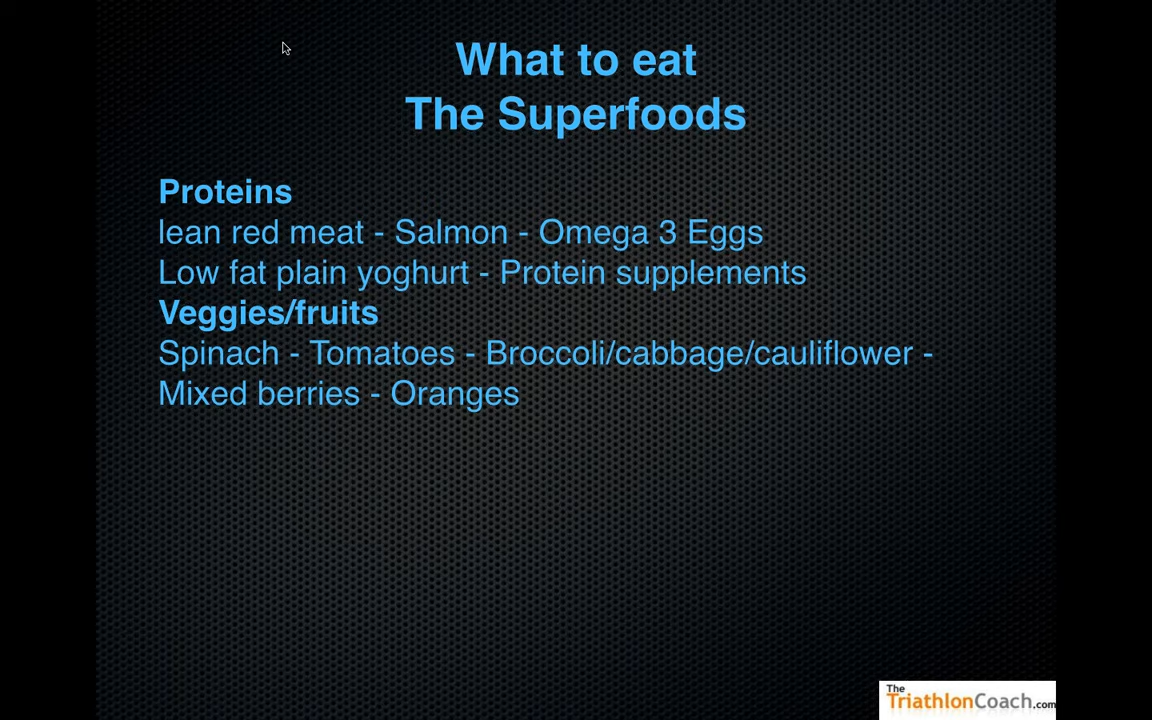 What to eat
The Superfoods
Proteins
lean red meat - Salmon - Omega 3 Eggs
Low fat plain yoghurt - Protein supplements
Veggies/fruits
Spinach - Tomatoes - Broccoli/cabbage/cauliflower -
Mixed berries - Oranges
The
TriathlonCoach.com